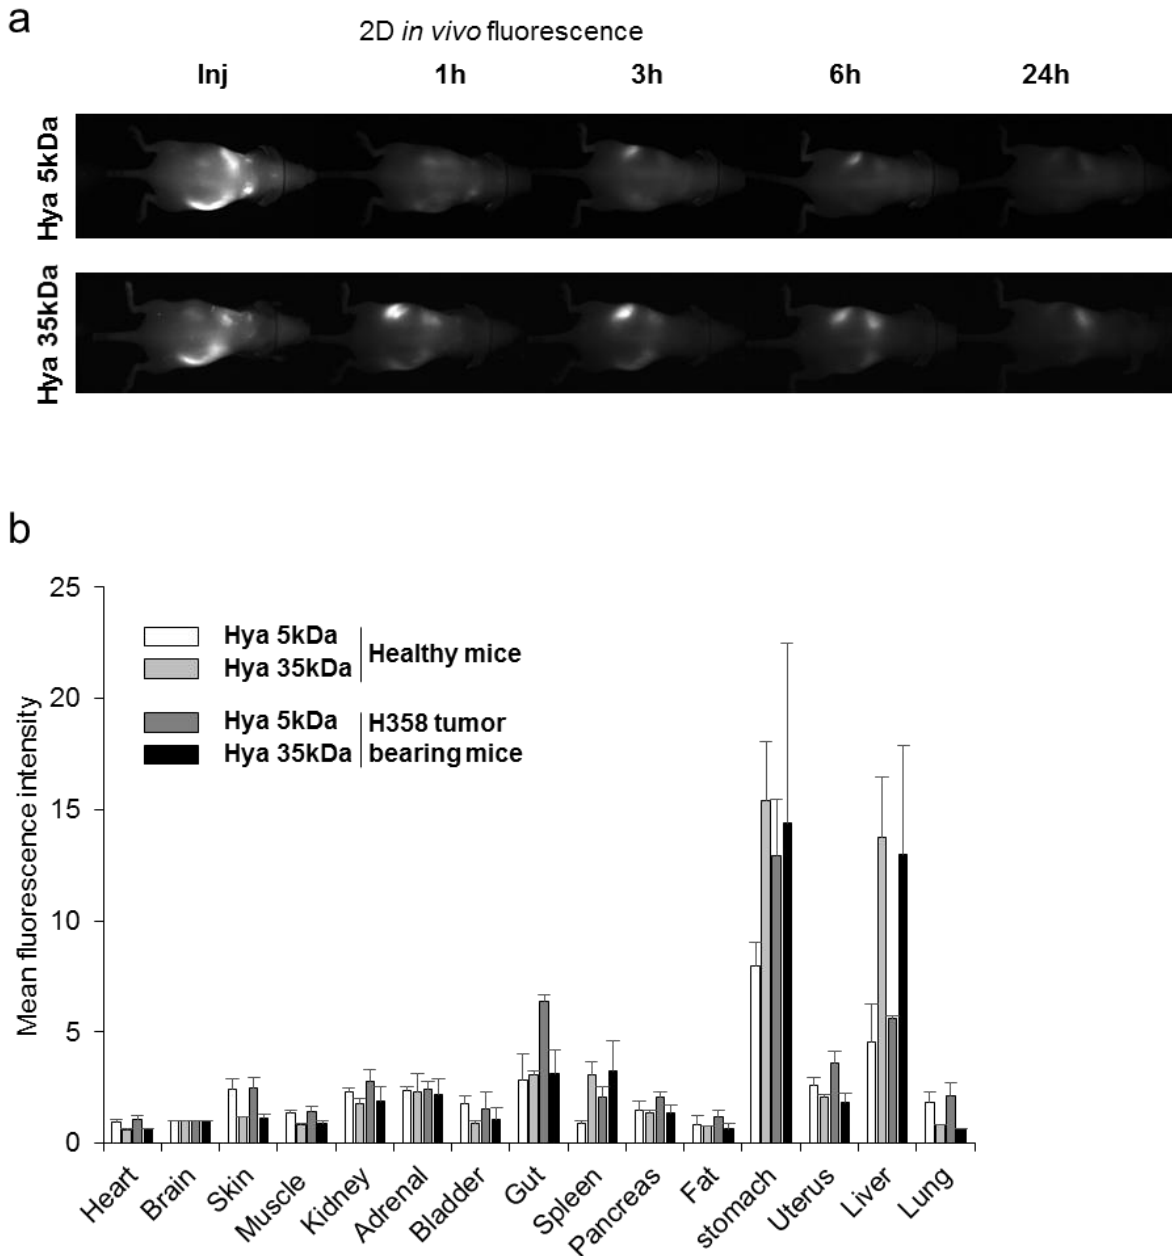 a
2D in vivo fluorescence
Inj 1h 3h 6h 24h
Hya 5kDa
Hya 35kDa
b
Mean fluorescence intensity
25
20
15
10
5
0
Hya 5kDa
Hya 35kDa
Healthy mice
Hya 5kDa
Hya 35kDa
H358 tumor
bearing mice
Heart
Brain
Skin
Muscle
Kidney
Adrenal
Bladder
Gut
Spleen
Pancreas
Fat
stomach
Uterus
Liver
Lung